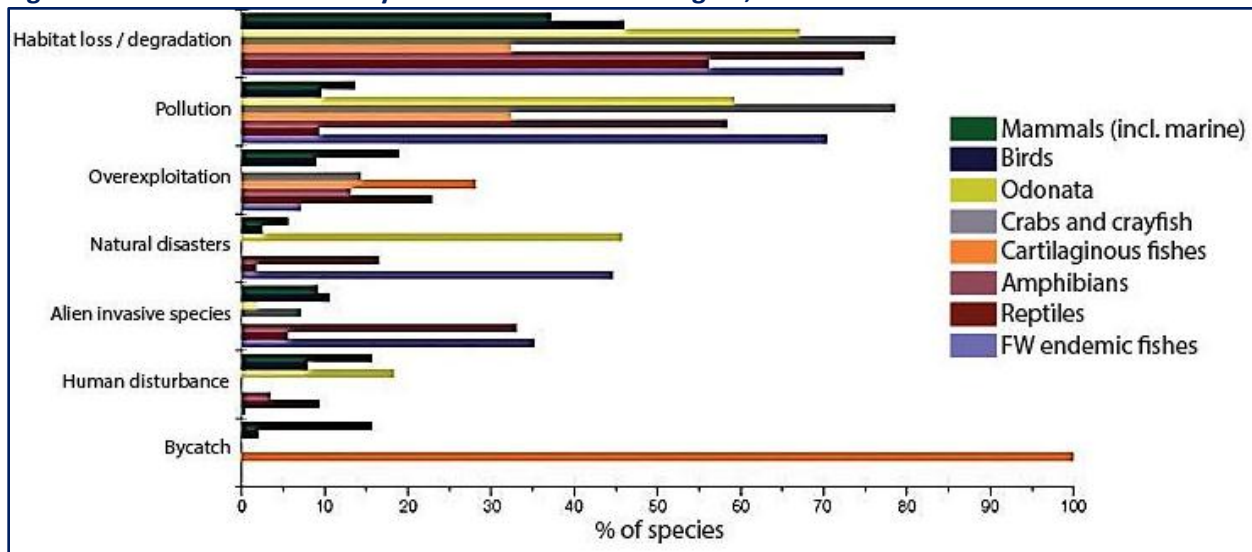 Habitat loss / degradation
Pollution
Overexploitation
Natural disasters
Alien invasive species
Human disturbance
Bycatch
0 10 20 30 40 50 60 70 80 90 100
% of species
Mammals (incl. marine)
Birds
Odonata
Crabs and crayfish
Cartilaginous fishes
Amphibians
Reptiles
FW endemic fishes